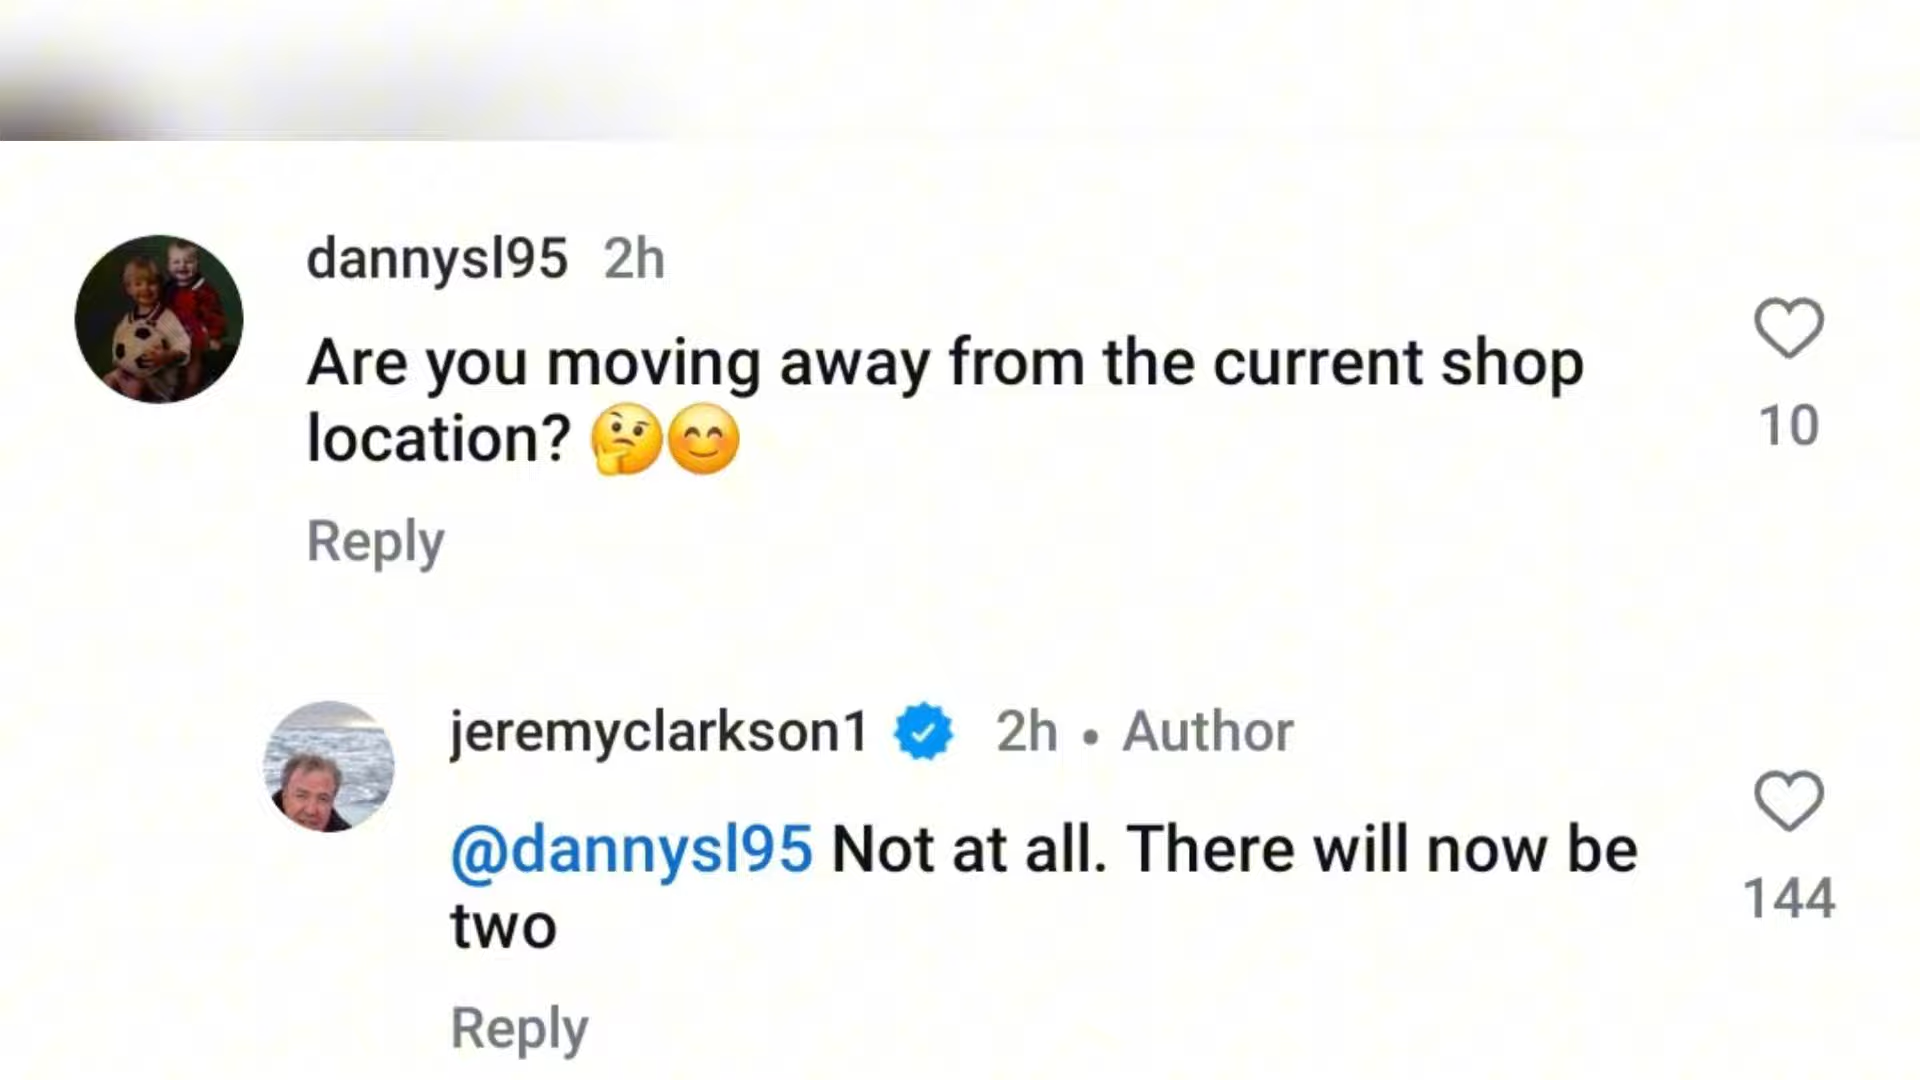 dannysl95 2h
Are you moving away from the current shop
location? 🤔😊
10
Reply
jeremyclarkson1 2h • Author
@dannysl95 Not at all. There will now be
two
144
Reply